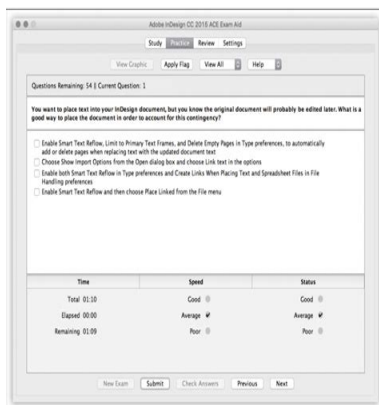 Adobe InDesign CC 2015 ACE Exam Aid
Study Practice Review Settings
View Graphic Apply Flag View All Help
Questions Remaining: 54 || Current Question: 1
You want to place text into your InDesign document, but you know the original document will probably be edited later. What is a
good way to place the document in order to account for this contingency?
Enable Smart Text Reflow, Limit to Primary Text Frames, and Delete Empty Pages in Type preferences, to automatically
add or delete pages when replacing text with the updated document text
Choose Show Import Options from the Open dialog box and choose Link text in the options
Enable both Smart Text Reflow in Type preferences and Create Links When Placing Text and Spreadsheet Files in File
Handling preferences
Enable Smart Text Reflow and then choose Place Linked from the File menu
Time Speed Status
Total 01:10 Good Good
Elapsed 00:00 Average Average
Remaining 01:09 Poor Poor
New Exam Submit Check Answers Previous Next